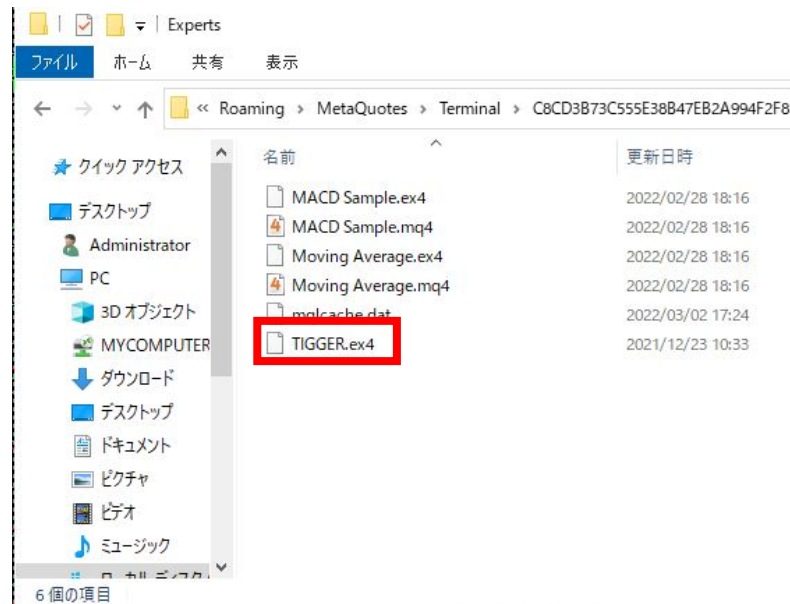 Experts
ファイル ホーム 共有 表示
« Roaming › MetaQuotes › Terminal › C8CD3B73C555E38B47EB2A994F2F8
名前 更新日時
クイック アクセス
デスクトップ
Administrator
PC
3D オブジェクト
MYCOMPUTER
ダウンロード
デスクトップ
ドキュメント
ピクチャ
ビデオ
ミュージック
MACD Sample.ex4 2022/02/28 18:16
MACD Sample.mq4 2022/02/28 18:16
Moving Average.ex4 2022/02/28 18:16
Moving Average.mq4 2022/02/28 18:16
mqlcache.dat 2022/03/02 17:24
TIGGER.ex4 2021/12/23 10:33
6 個の項目